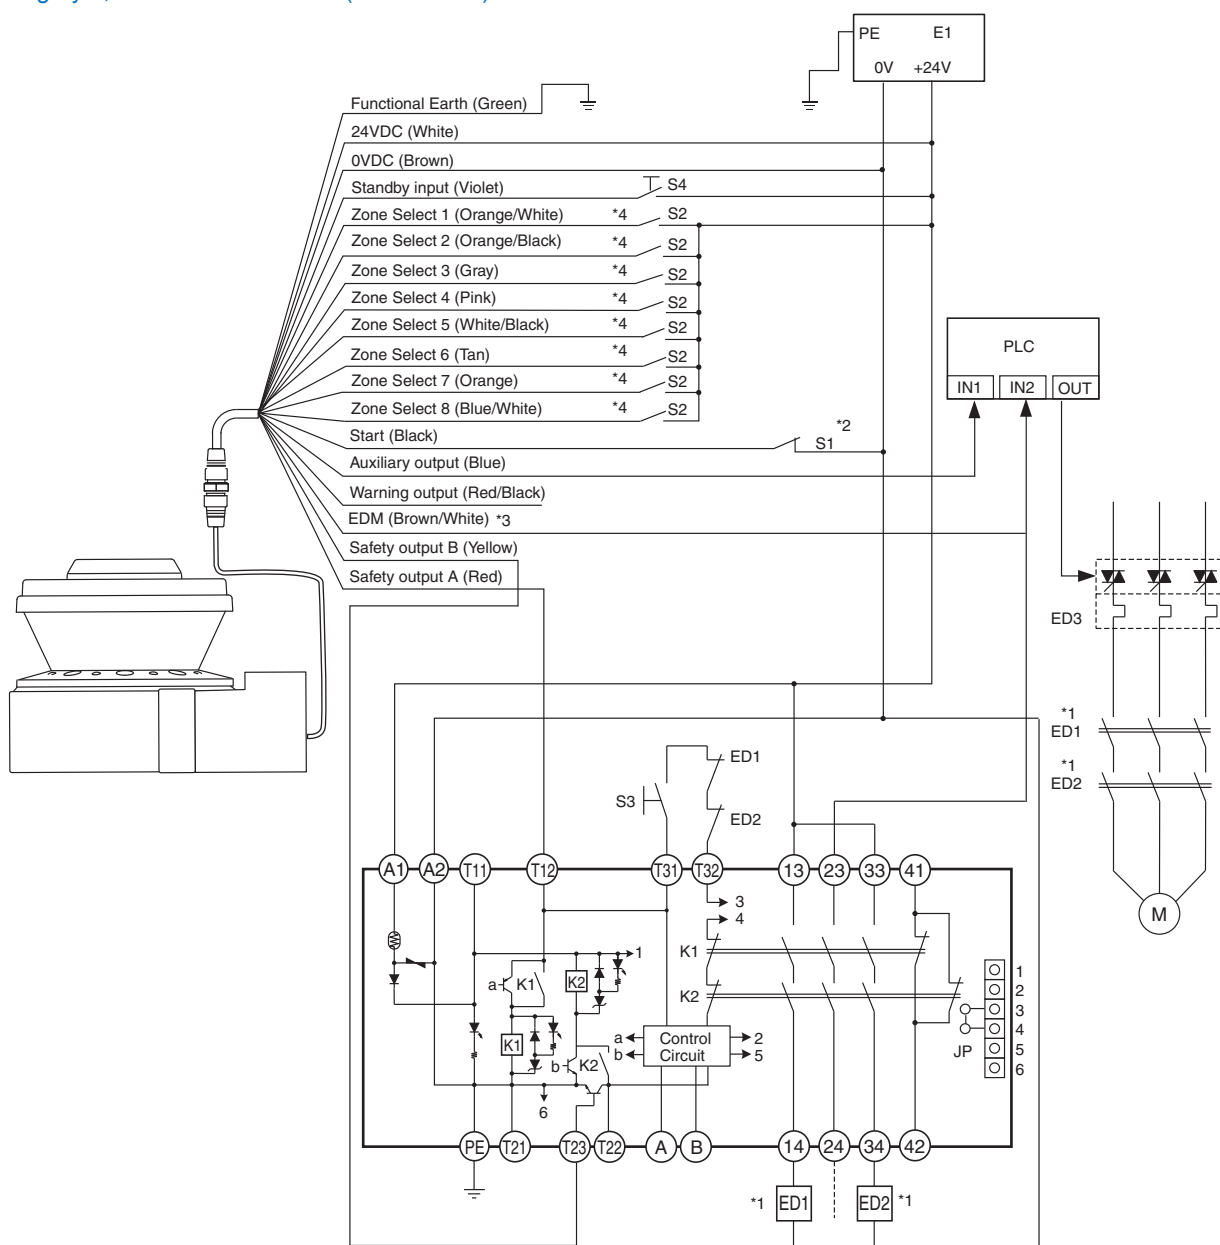 PE E1
0V +24V
Functional Earth (Green)
24VDC (White)
0VDC (Brown)
Standby input (Violet) S4
Zone Select 1 (Orange/White) *4 S2
Zone Select 2 (Orange/Black) *4 S2
Zone Select 3 (Gray) *4 S2
Zone Select 4 (Pink) *4 S2
Zone Select 5 (White/Black) *4 S2
Zone Select 6 (Tan) *4 S2
Zone Select 7 (Orange) *4 S2
Zone Select 8 (Blue/White) *4 S2
Start (Black) S1 *2
Auxiliary output (Blue)
Warning output (Red/Black)
EDM (Brown/White) *3
Safety output B (Yellow)
Safety output A (Red)
PLC
IN1 IN2 OUT
ED3
*1
ED1
*1
ED2
M
ED1
S3
ED2
A1 A2 T11 T12 T31 T32 13 23 33 41
3
4
1
K1
K2
a K1
K2
K1
b K2
6
a Control 2
b Circuit 5
JP
1
2
3
4
5
6
PE T21 T23 T22 A B 14 24 34 42
*1 ED1 ED2 *1